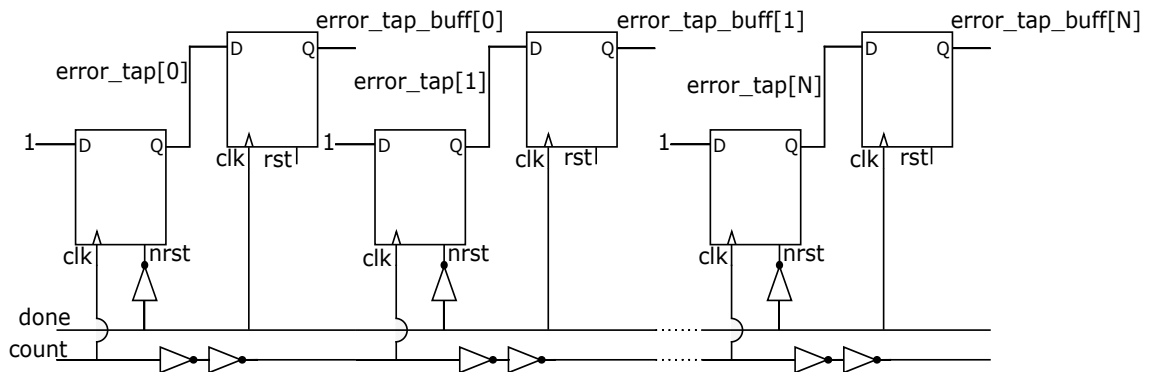 error_tap_buff[0]
error_tap_buff[1]
error_tap_buff[N]
D Q
D Q
D Q
error_tap[0]
error_tap[1]
error_tap[N]
1 D Q clk rst
1 D Q clk rst
1 D Q clk rst
clk nrst
clk nrst
clk nrst
done
count